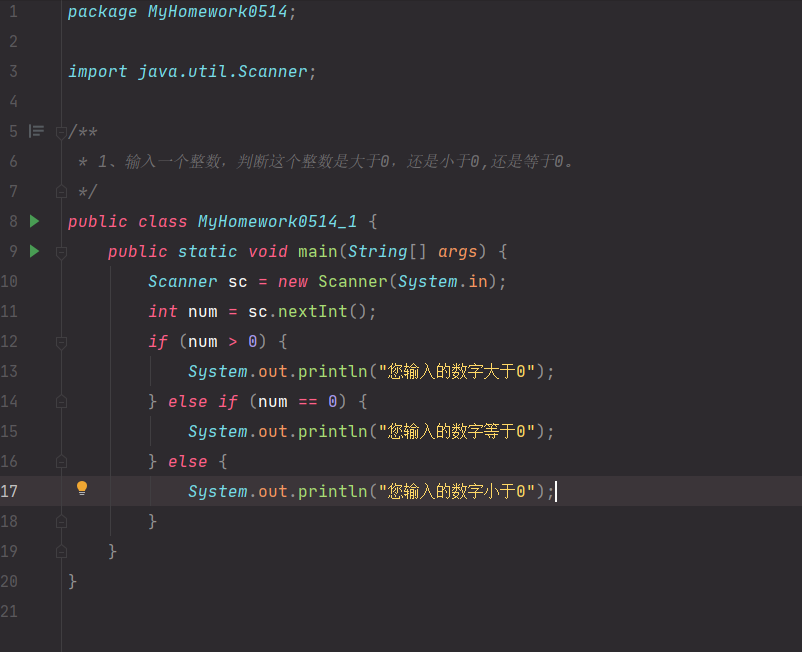 1 package MyHomework0514;
2
3 import java.util.Scanner;
4
5 /**
6  * 1、输入一个整数，判断这个整数是大于0，还是小于0,还是等于0。
7  */
8 public class MyHomework0514_1 {
9     public static void main(String[] args) {
10         Scanner sc = new Scanner(System.in);
11         int num = sc.nextInt();
12         if (num > 0) {
13             System.out.println("您输入的数字大于0");
14         } else if (num == 0) {
15             System.out.println("您输入的数字等于0");
16         } else {
17             System.out.println("您输入的数字小于0");
18         }
19     }
20 }
21